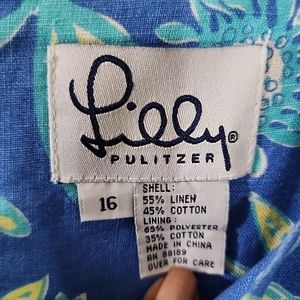 Lilly®
PULITZER
16
SHELL:
55% LINEN
45% COTTON
LINING:
65% POLYESTER
35% COTTON
MADE IN CHINA
RN 88169
OVER FOR CARE